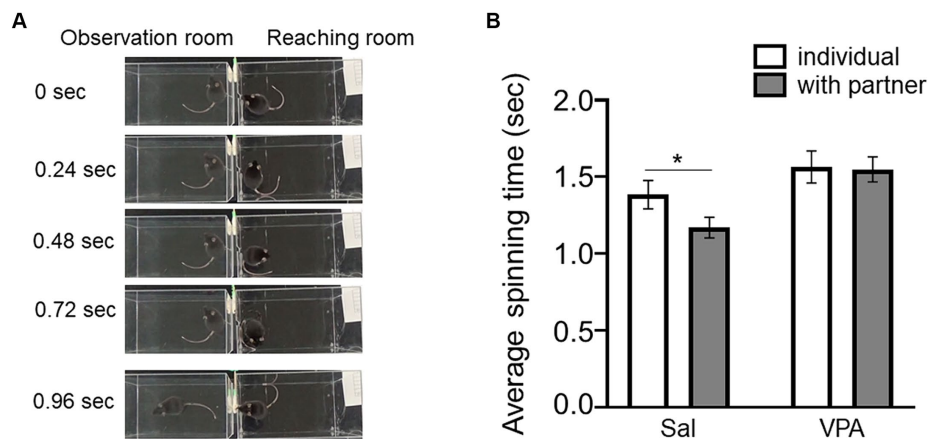 A
Observation room
Reaching room
0 sec
0.24 sec
0.48 sec
0.72 sec
0.96 sec
B
individual
with partner
Average spinning time (sec)
2.0
1.5
1.0
0.5
0.0
*
Sal
VPA